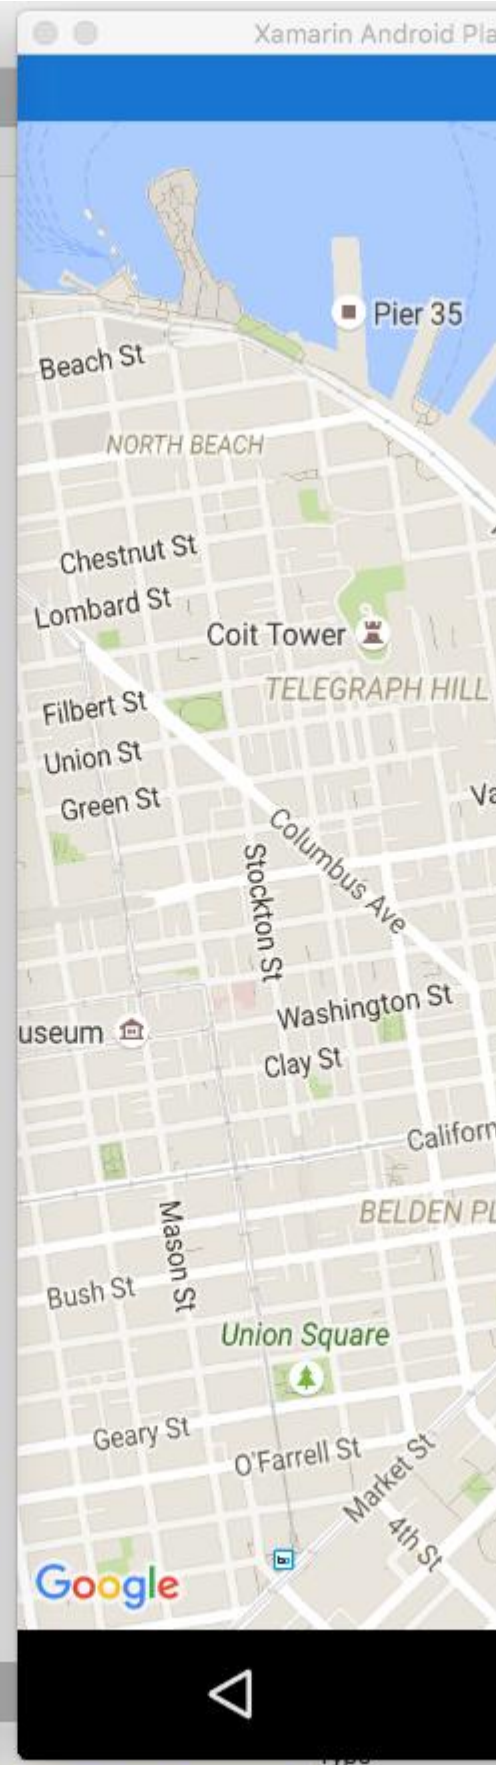 Xamarin Android Pla
Pier 35
Beach St
NORTH BEACH
Chestnut St
Lombard St
Coit Tower
TELEGRAPH HILL
Filbert St
Union St
Green St
Va
Columbus Ave
Stockton St
Washington St
useum
Clay St
Californ
Mason St
BELDEN PL
Bush St
Union Square
Geary St
O'Farrell St
Market St
4th St
Google